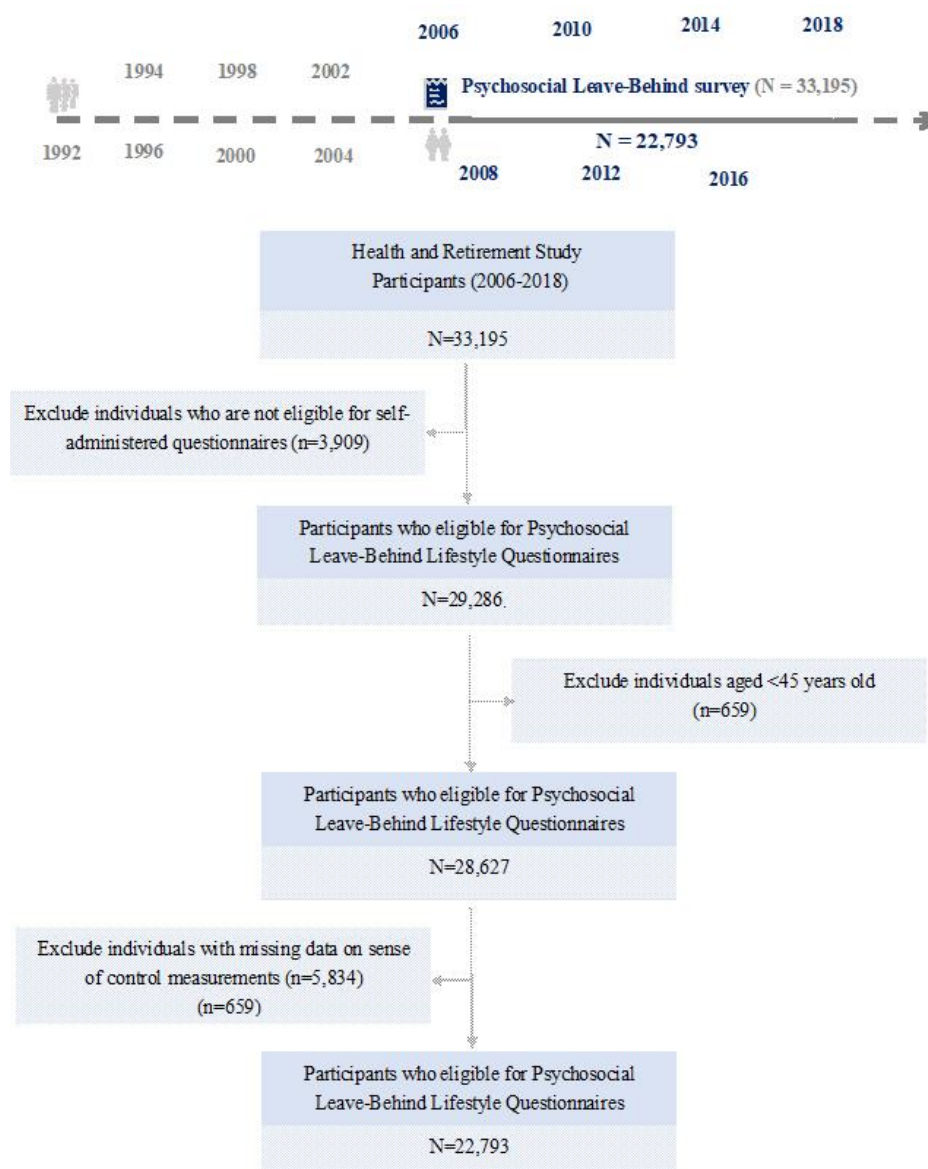 2006 2010 2014 2018
1994 1998 2002
Psychosocial Leave-Behind survey (N = 33,195)
N = 22,793
1992 1996 2000 2004
2008 2012 2016
Health and Retirement Study
Participants (2006-2018)
N=33,195
Exclude individuals who are not eligible for self-
administered questionnaires (n=3,909)
Participants who eligible for Psychosocial
Leave-Behind Lifestyle Questionnaires
N=29,286.
Exclude individuals aged <45 years old
(n=659)
Participants who eligible for Psychosocial
Leave-Behind Lifestyle Questionnaires
N=28,627
Exclude individuals with missing data on sense
of control measurements (n=5,834)
(n=659)
Participants who eligible for Psychosocial
Leave-Behind Lifestyle Questionnaires
N=22,793